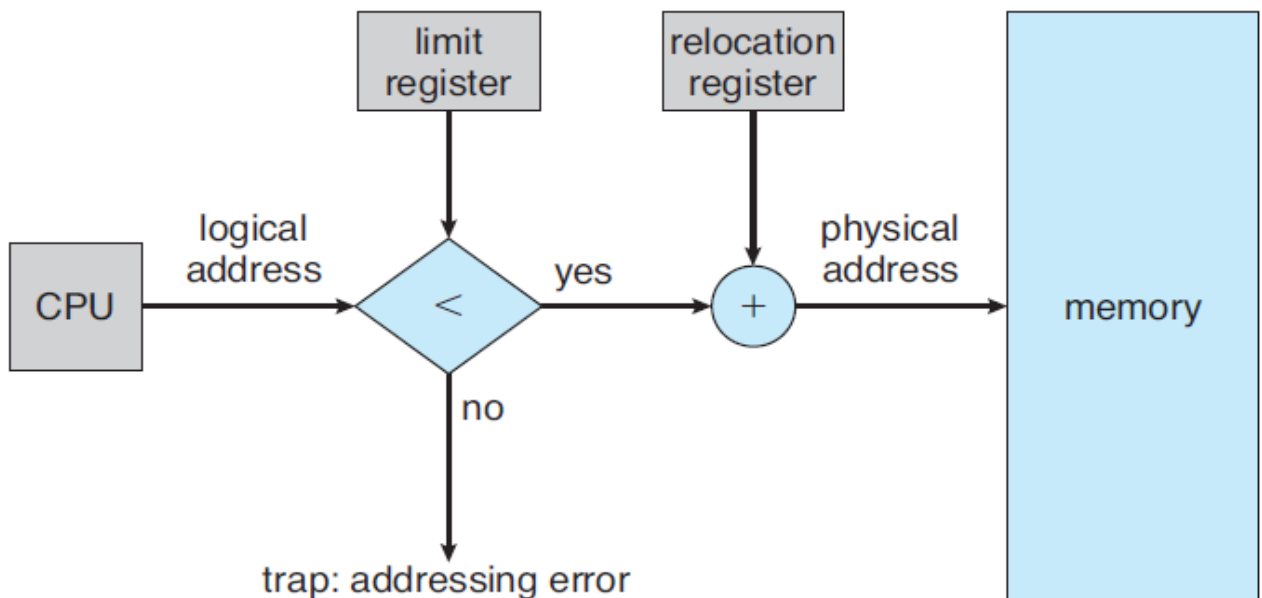 limit
register
relocation
register
logical
address
physical
address
CPU
<
yes
+
memory
no
trap: addressing error